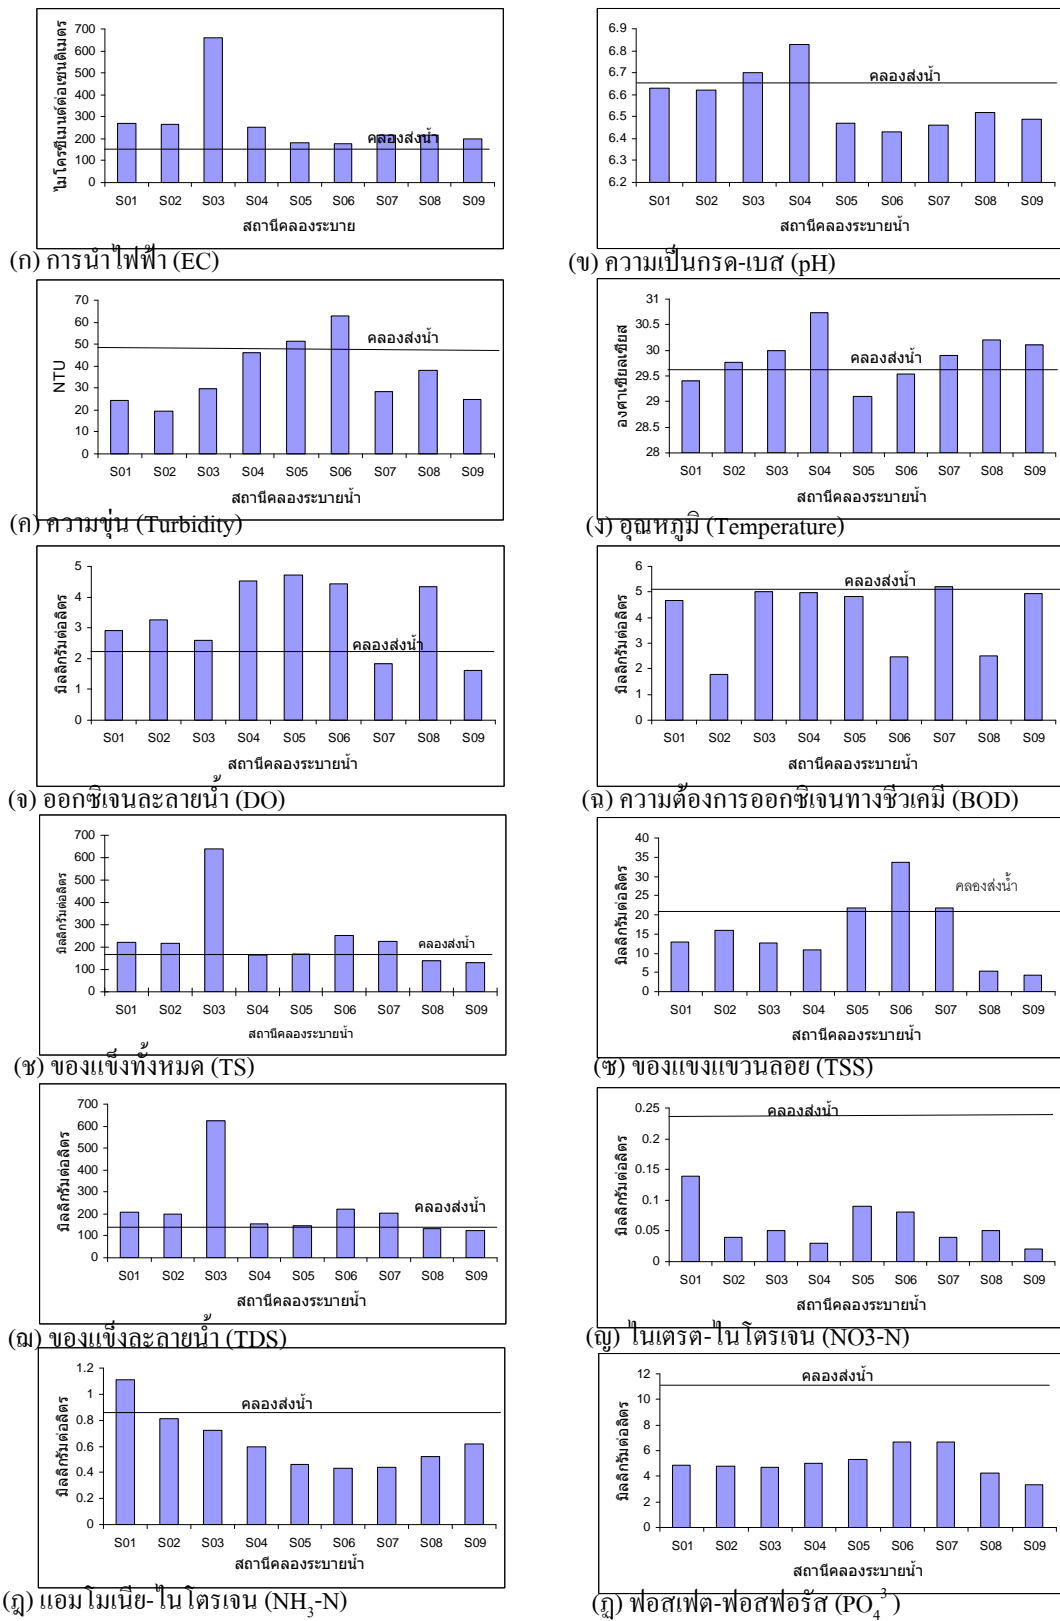 700
600
500
400
300
200
100
0
ไมโครซีเมนต์ต่อเซนติเมตร
คลองส่งน้ำ
S01 S02 S03 S04 S05 S06 S07 S08 S09
สถานีคลองระบาย
(ก) การนำไฟฟ้า (EC)
6.9
6.8
6.7
6.6
6.5
6.4
6.3
6.2
คลองส่งน้ำ
S01 S02 S03 S04 S05 S06 S07 S08 S09
สถานีคลองระบายน้ำ
(ข) ความเป็นกรด-เบส (pH)
70
60
50
40
30
20
10
0
NTU
คลองส่งน้ำ
S01 S02 S03 S04 S05 S06 S07 S08 S09
สถานีคลองระบายน้ำ
(ค) ความขุ่น (Turbidity)
31
30.5
30
29.5
29
28.5
28
องศาเซียลเซียส
คลองส่งน้ำ
S01 S02 S03 S04 S05 S06 S07 S08 S09
สถานีคลองระบายน้ำ
(ง) อุณหภูมิ (Temperature)
5
4
3
2
1
0
มิลลิกรัมต่อลิตร
คลองส่งน้ำ
S01 S02 S03 S04 S05 S06 S07 S08 S09
สถานีคลองระบายน้ำ
(จ) ออกซิเจนละลายน้ำ (DO)
6
5
4
3
2
1
0
มิลลิกรัมต่อลิตร
คลองส่งน้ำ
S01 S02 S03 S04 S05 S06 S07 S08 S09
สถานีคลองระบายน้ำ
(ฉ) ความต้องการออกซิเจนทางชีวเคมี (BOD)
700
600
500
400
300
200
100
0
มิลลิกรัมต่อลิตร
คลองส่งน้ำ
S01 S02 S03 S04 S05 S06 S07 S08 S09
สถานีคลองระบายน้ำ
(ช) ของแข็งทั้งหมด (TS)
40
35
30
25
20
15
10
5
0
มิลลิกรัมต่อลิตร
คลองส่งน้ำ
S01 S02 S03 S04 S05 S06 S07 S08 S09
สถานีคลองระบายน้ำ
(ซ) ของแขงแขวนลอย (TSS)
700
600
500
400
300
200
100
0
มิลลิกรัมต่อลิตร
คลองส่งน้ำ
S01 S02 S03 S04 S05 S06 S07 S08 S09
สถานีคลองระบายน้ำ
(ฌ) ของแข็งละลายน้ำ (TDS)
0.25
0.2
0.15
0.1
0.05
0
มิลลิกรัมต่อลิตร
คลองส่งน้ำ
S01 S02 S03 S04 S05 S06 S07 S08 S09
สถานีคลองระบายน้ำ
(ญ) ไนเตรต-ไนโตรเจน (NO3-N)
1.2
1
0.8
0.6
0.4
0.2
0
มิลลิกรัมต่อลิตร
คลองส่งน้ำ
S01 S02 S03 S04 S05 S06 S07 S08 S09
สถานีคลองระบายน้ำ
(ฎ) แอมโมเนีย-ไนโตรเจน (NH₃-N)
12
10
8
6
4
2
0
มิลลิกรัมต่อลิตร
คลองส่งน้ำ
S01 S02 S03 S04 S05 S06 S07 S08 S09
สถานีคลองระบายน้ำ
(ฏ) ฟอสเฟต-ฟอสฟอรัส (PO₄³)